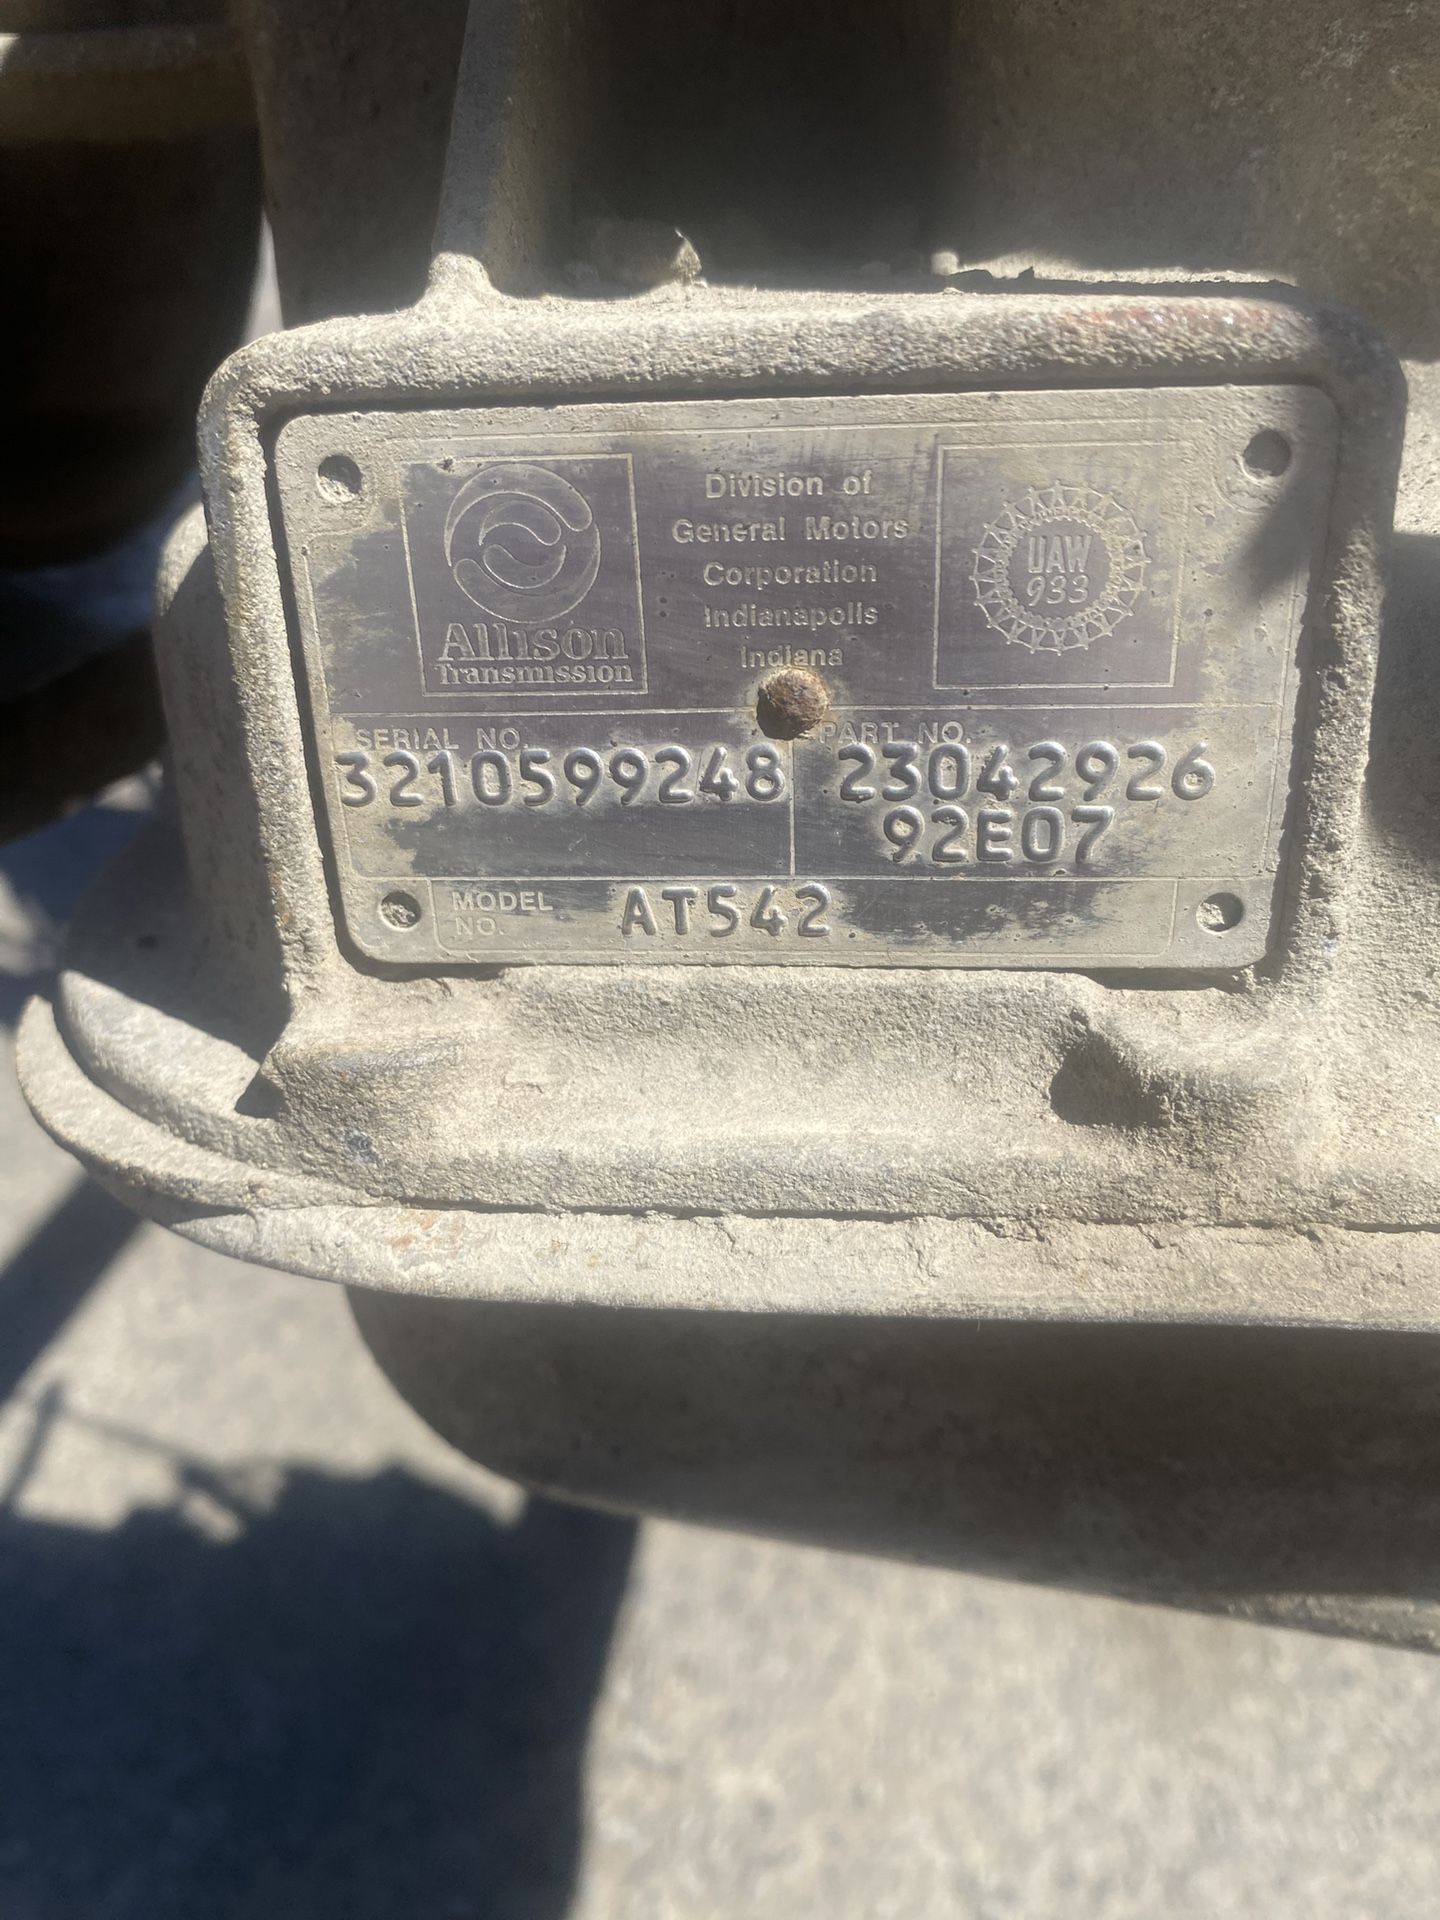 Allison
Transmission
Division of
General Motors
Corporation
Indianapolis
Indiana
UAW
933
SERIAL NO.
3210599248
PART NO.
23042926
92E07
MODEL
NO.
AT542